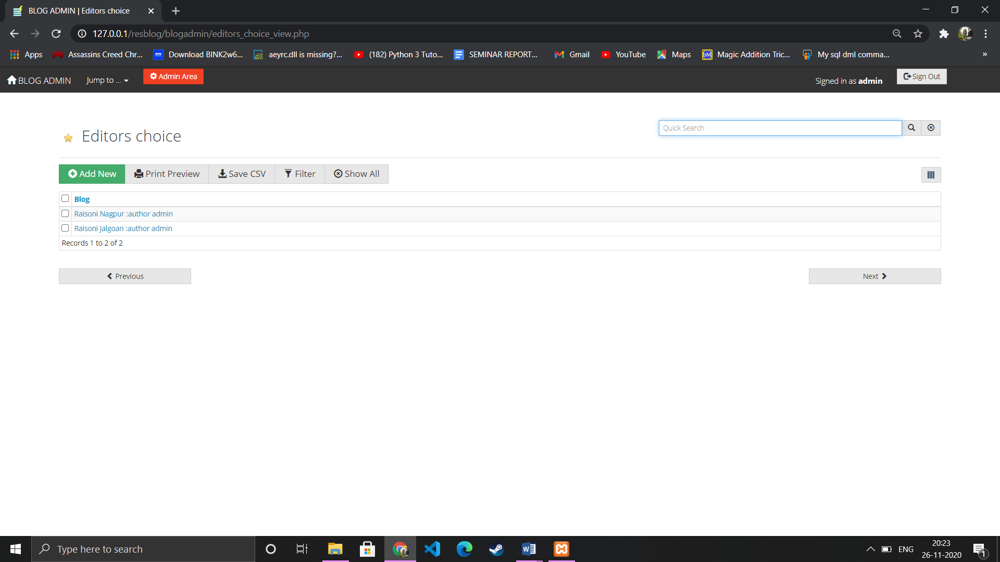 BLOG ADMIN | Editors choice
127.0.0.1/resblog/blogadmin/editors_choice_view.php
Apps Assassins Creed Chr... Download BINK2w6... aeyrc.dll is missing?... (182) Python 3 Tuto... SEMINAR REPORT... Gmail YouTube Maps Magic Addition Tric... My sql dml comma... »
BLOG ADMIN Jump to ... Admin Area Signed in as admin Sign Out
Editors choice
Quick Search
Add New Print Preview Save CSV Filter Show All
Blog
Raisoni Nagpur :author admin
Raisoni Jalgoan :author admin
Records 1 to 2 of 2
Previous Next
Type here to search
ENG
20:23
26-11-2020
1